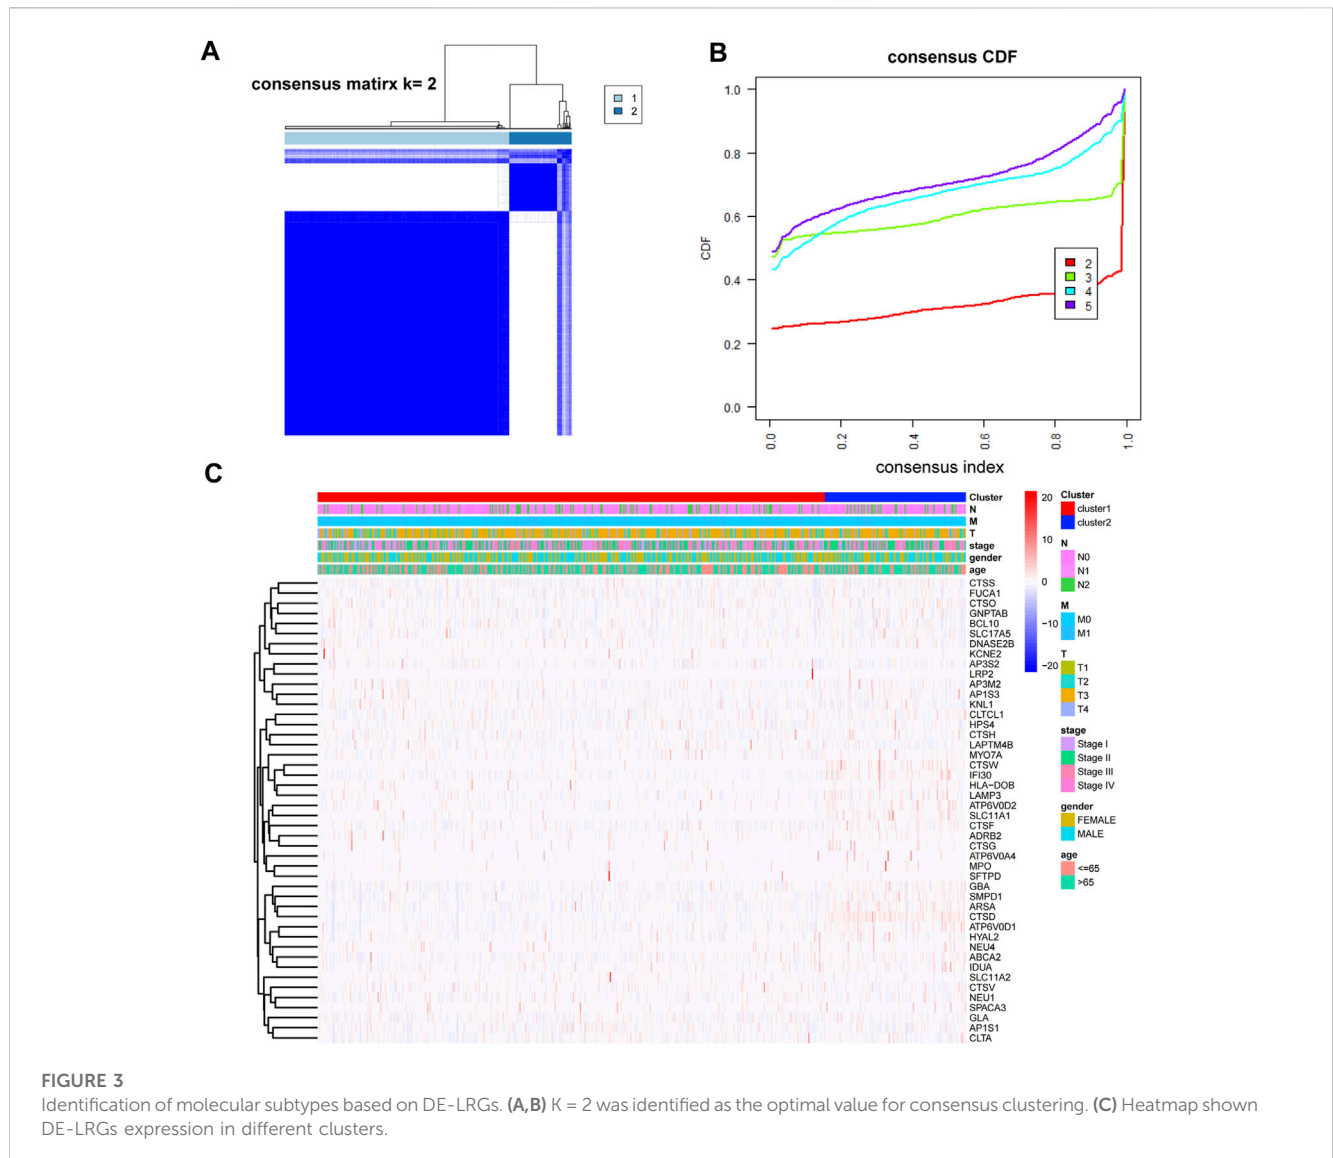 A
consensus matirx k= 2
1
2
B
consensus CDF
CDF
1.0
0.8
0.6
0.4
0.2
0.0
2
3
4
5
0.0
0.2
0.4
0.6
0.8
1.0
consensus index
C
Cluster
N
M
T
stage
gender
age
CTSS
FUCA1
CTSO
GNPTAB
BCL10
SLC17A5
DNASE2B
KCNE2
AP3S2
LRP2
AP3M2
AP1S3
KNL1
CLTCL1
HPS4
CTSH
LAPTM4B
MYO7A
CTSW
IFI30
HLA−DOB
LAMP3
ATP6V0D2
SLC11A1
CTSF
ADRB2
CTSG
ATP6V0A4
MPO
SFTPD
GBA
SMPD1
ARSA
CTSD
ATP6V0D1
HYAL2
NEU4
ABCA2
IDUA
SLC11A2
CTSV
NEU1
SPACA3
GLA
AP1S1
CLTA
20
10
0
−10
−20
Cluster
cluster1
cluster2
N
N0
N1
N2
M
M0
M1
T
T1
T2
T3
T4
stage
Stage I
Stage II
Stage III
Stage IV
gender
FEMALE
MALE
age
<=65
>65
FIGURE 3
Identification of molecular subtypes based on DE-LRGs. (A,B) K = 2 was identified as the optimal value for consensus clustering. (C) Heatmap shown
DE-LRGs expression in different clusters.